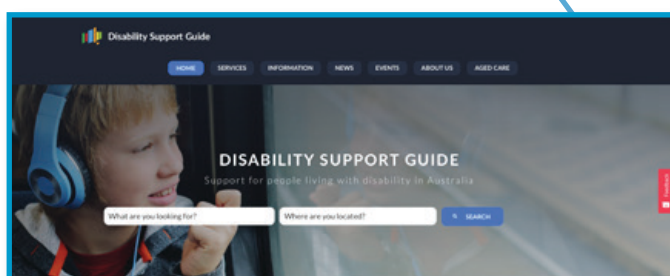 Disability Support Guide
HOME SERVICES INFORMATION NEWS EVENTS ABOUT US AGED CARE
DISABILITY SUPPORT GUIDE
Support for people living with disability in Australia
What are you looking for? Where are you located? SEARCH
Feedback